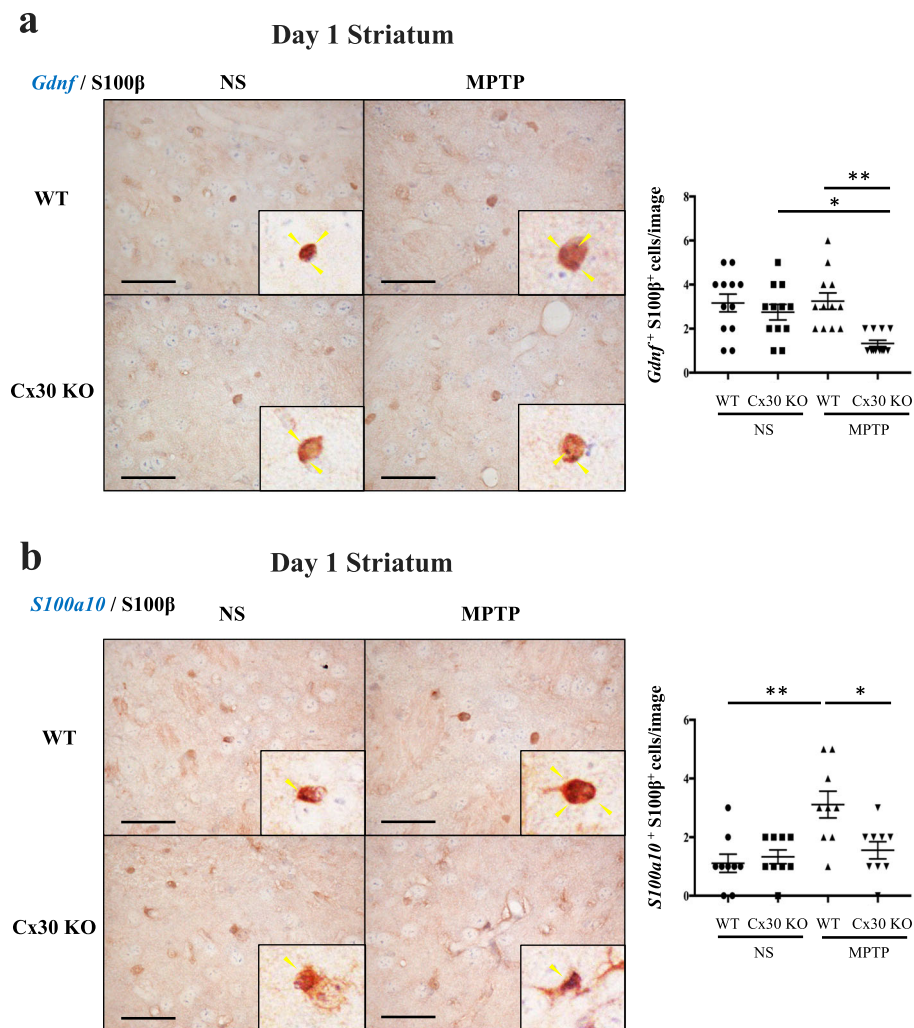 a
Day 1 Striatum
Gdnf / S100β
NS
MPTP
WT
Cx30 KO
Gdnf + S100β+ cells/image
8
6
4
2
0
**
*
WT Cx30 KO WT Cx30 KO
NS MPTP
b
Day 1 Striatum
S100a10 / S100β
NS
MPTP
WT
Cx30 KO
S100a10 + S100β+ cells/image
6
4
2
0
** *
WT Cx30 KO WT Cx30 KO
NS MPTP